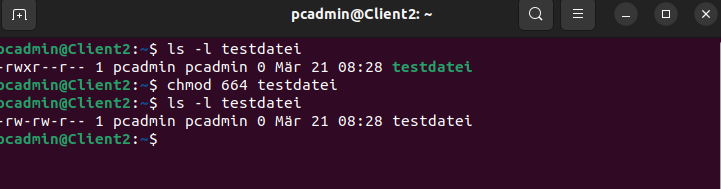 pcadmin@Client2: ~
pcadmin@Client2:~$ ls -l testdatei
-rwxr--r-- 1 pcadmin pcadmin 0 Mär 21 08:28 testdatei
pcadmin@Client2:~$ chmod 664 testdatei
pcadmin@Client2:~$ ls -l testdatei
-rw-rw-r-- 1 pcadmin pcadmin 0 Mär 21 08:28 testdatei
pcadmin@Client2:~$